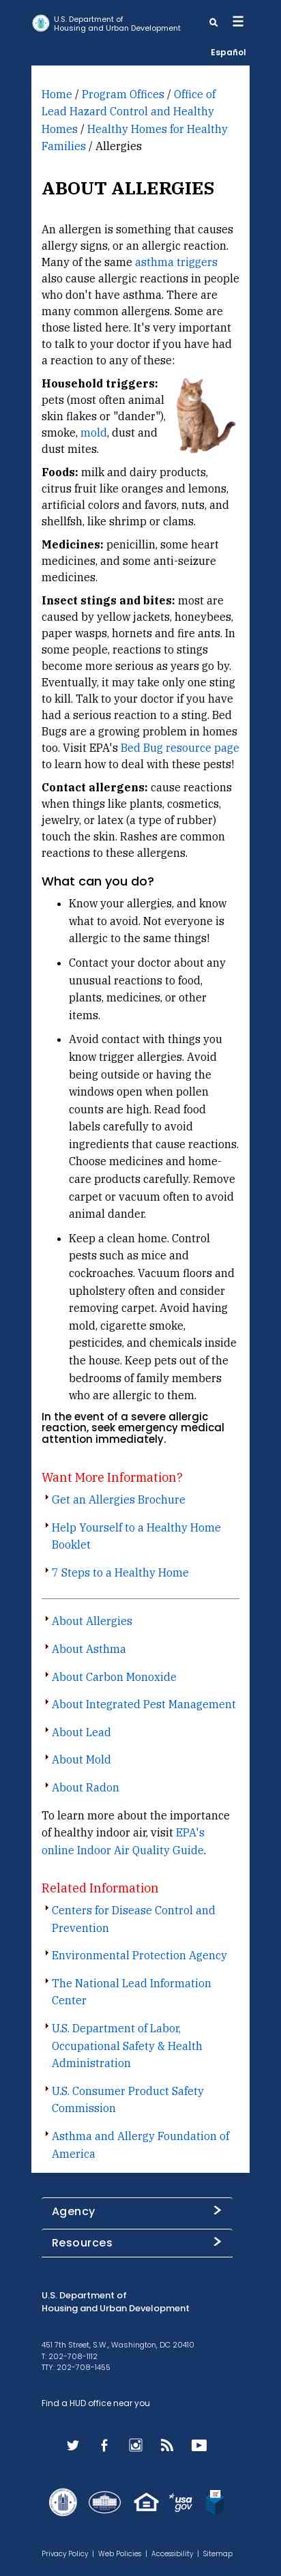 U.S. Department of
Housing and Urban Development
Español
Home / Program Offices / Office of
Lead Hazard Control and Healthy
Homes / Healthy Homes for Healthy
Families / Allergies
ABOUT ALLERGIES
An allergen is something that causes
allergy signs, or an allergic reaction.
Many of the same asthma triggers
also cause allergic reactions in people
who don't have asthma. There are
many common allergens. Some are
those listed here. It's very important
to talk to your doctor if you have had
a reaction to any of these:
Household triggers:
pets (most often animal
skin flakes or "dander"),
smoke, mold, dust and
dust mites.
Foods: milk and dairy products,
citrus fruit like oranges and lemons,
artificial colors and favors, nuts, and
shellfsh, like shrimp or clams.
Medicines: penicillin, some heart
medicines, and some anti-seizure
medicines.
Insect stings and bites: most are
caused by yellow jackets, honeybees,
paper wasps, hornets and fire ants. In
some people, reactions to stings
become more serious as years go by.
Eventually, it may take only one sting
to kill. Talk to your doctor if you have
had a serious reaction to a sting. Bed
Bugs are a growing problem in homes
too. Visit EPA's Bed Bug resource page
to learn how to deal with these pests!
Contact allergens: cause reactions
when things like plants, cosmetics,
jewelry, or latex (a type of rubber)
touch the skin. Rashes are common
reactions to these allergens.
What can you do?
• Know your allergies, and know
what to avoid. Not everyone is
allergic to the same things!
• Contact your doctor about any
unusual reactions to food,
plants, medicines, or other
items.
• Avoid contact with things you
know trigger allergies. Avoid
being outside or having the
windows open when pollen
counts are high. Read food
labels carefully to avoid
ingredients that cause reactions.
Choose medicines and home-
care products carefully. Remove
carpet or vacuum often to avoid
animal dander.
• Keep a clean home. Control
pests such as mice and
cockroaches. Vacuum floors and
upholstery often and consider
removing carpet. Avoid having
mold, cigarette smoke,
pesticides, and chemicals inside
the house. Keep pets out of the
bedrooms of family members
who are allergic to them.
In the event of a severe allergic
reaction, seek emergency medical
attention immediately.
Want More Information?
Get an Allergies Brochure
Help Yourself to a Healthy Home
Booklet
7 Steps to a Healthy Home
About Allergies
About Asthma
About Carbon Monoxide
About Integrated Pest Management
About Lead
About Mold
About Radon
To learn more about the importance
of healthy indoor air, visit EPA's
online Indoor Air Quality Guide.
Related Information
Centers for Disease Control and
Prevention
Environmental Protection Agency
The National Lead Information
Center
U.S. Department of Labor,
Occupational Safety & Health
Administration
U.S. Consumer Product Safety
Commission
Asthma and Allergy Foundation of
America
Agency
Resources
U.S. Department of
Housing and Urban Development
451 7th Street, S.W., Washington, DC 20410
T: 202-708-1112
TTY: 202-708-1455
Find a HUD office near you
usa
gov
Privacy Policy | Web Policies | Accessibility | Sitemap